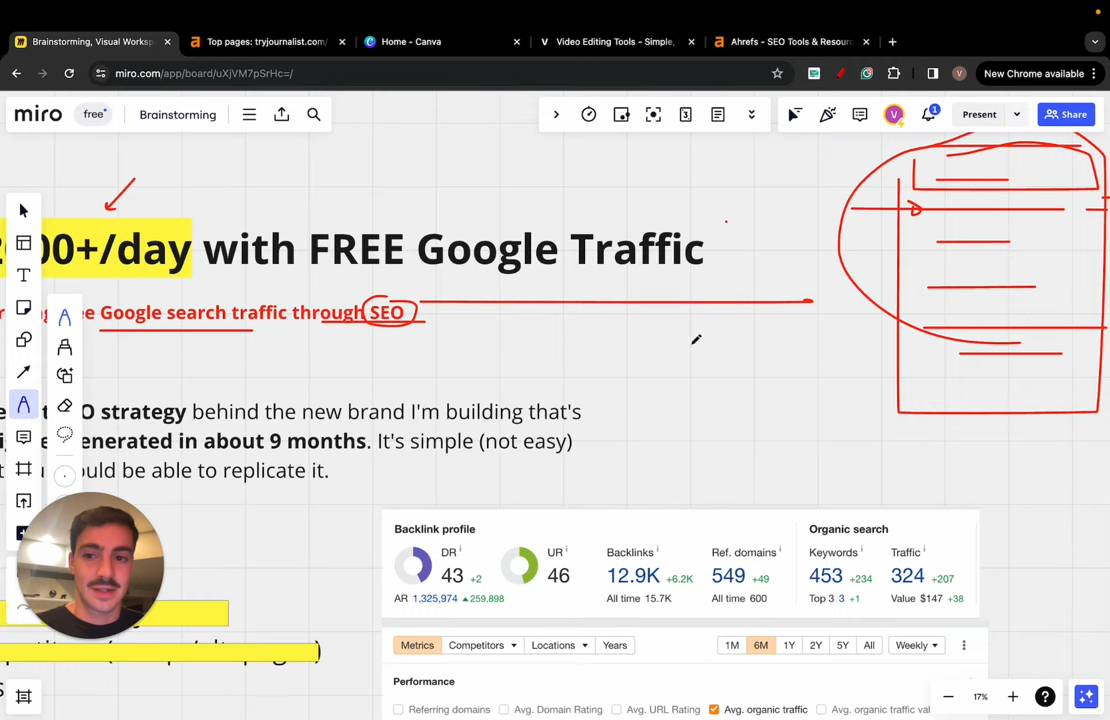 Brainstorming, Visual Worksp
Top pages: tryjournalist.com/
Home - Canva
Video Editing Tools - Simple,
Ahrefs - SEO Tools & Resour
miro.com/app/board/uXjVM7pSrHc=/
V
New Chrome available
miro
free
Brainstorming
3
V
1
Present
Share
00+/day with FREE Google Traffic
Google search traffic through SEO
O strategy behind the new brand I'm building that's
enerated in about 9 months. It's simple (not easy)
ould be able to replicate it.
Backlink profile
Organic search
DR
UR
Backlinks
Ref. domains
Keywords
Traffic
43 +2
46
12.9K +6.2K
549 +49
453 +234
324 +207
AR 1,325,974 ▲259,898
All time 15.7K
All time 600
Top 3 3 +1
Value $147 +38
Metrics
Competitors
Locations
Years
1M
6M
1Y
2Y
5Y
All
Weekly
Performance
Referring domains
Avg. Domain Rating
Avg. URL Rating
Avg. organic traffic
Avg. organic traffic val
17%